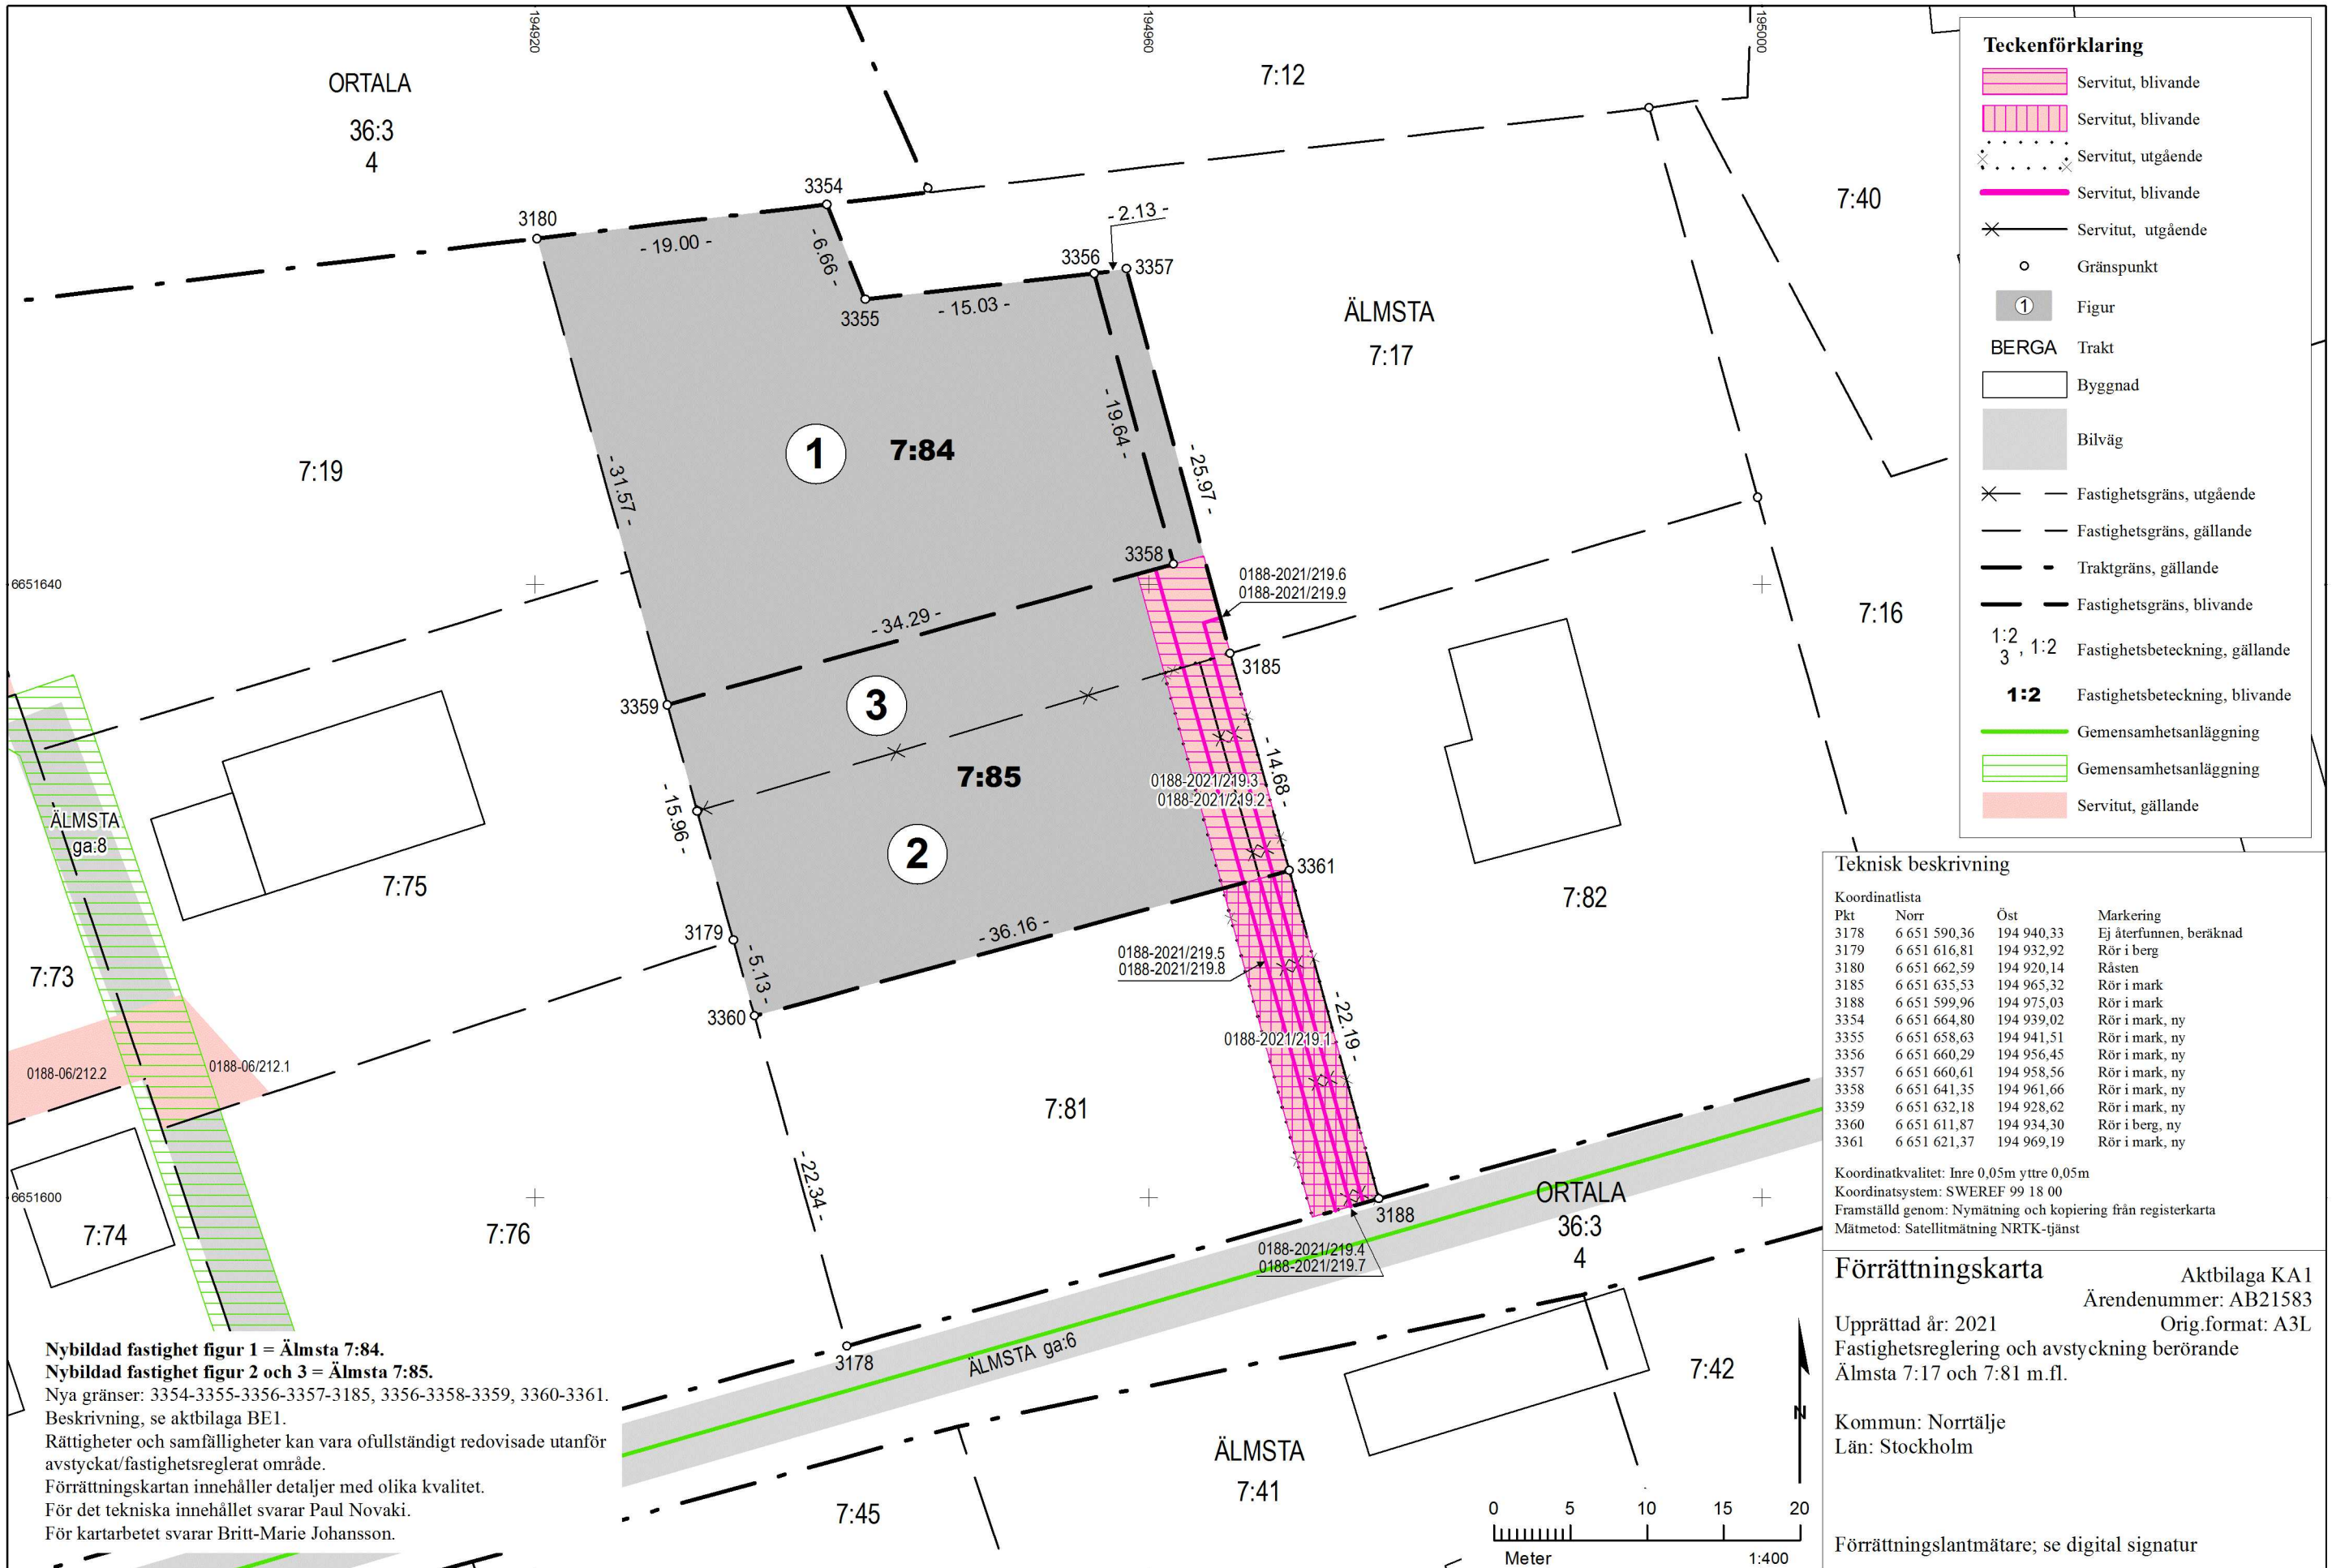 194920
194960
195000
ORTALA
36:3
4
7:12
7:40
3180
3354
- 19.00 -
- 6.66 -
- 2.13 -
3356
3357
3355
- 15.03 -
ÄLMSTA
7:17
7:19
1
7:84
- 19.64 -
- 25.97 -
- 31.57 -
3358
0188-2021/219.6
0188-2021/219.9
6651640
- 34.29 -
7:16
3185
3359
3
7:85
- 14.68 -
0188-2021/219.3
0188-2021/219.2
- 15.96 -
ÄLMSTA
ga:8
2
7:75
3361
7:82
3179
- 36.16 -
- 5.13 -
0188-2021/219.5
0188-2021/219.8
7:73
3360
- 22.19 -
0188-2021/219.1
0188-06/212.2
0188-06/212.1
7:81
- 22.34 -
6651600
7:74
7:76
3188
ORTALA
36:3
4
0188-2021/219.4
0188-2021/219.7
3178
ÄLMSTA ga:6
7:42
ÄLMSTA
7:41
7:45
Teckenförklaring
Servitut, blivande
Servitut, blivande
Servitut, utgående
Servitut, blivande
Servitut, utgående
Gränspunkt
1 Figur
BERGA Trakt
Byggnad
Bilväg
Fastighetsgräns, utgående
Fastighetsgräns, gällande
Traktgräns, gällande
Fastighetsgräns, blivande
1:2
3 , 1:2 Fastighetsbeteckning, gällande
1:2 Fastighetsbeteckning, blivande
Gemensamhetsanläggning
Gemensamhetsanläggning
Servitut, gällande
Teknisk beskrivning
Koordinatlista
Pkt Norr Öst Markering
3178 6 651 590,36 194 940,33 Ej återfunnen, beräknad
3179 6 651 616,81 194 932,92 Rör i berg
3180 6 651 662,59 194 920,14 Råsten
3185 6 651 635,53 194 965,32 Rör i mark
3188 6 651 599,96 194 975,03 Rör i mark
3354 6 651 664,80 194 939,02 Rör i mark, ny
3355 6 651 658,63 194 941,51 Rör i mark, ny
3356 6 651 660,29 194 956,45 Rör i mark, ny
3357 6 651 660,61 194 958,56 Rör i mark, ny
3358 6 651 641,35 194 961,66 Rör i mark, ny
3359 6 651 632,18 194 928,62 Rör i mark, ny
3360 6 651 611,87 194 934,30 Rör i berg, ny
3361 6 651 621,37 194 969,19 Rör i mark, ny
Koordinatkvalitet: Inre 0,05m yttre 0,05m
Koordinatsystem: SWEREF 99 18 00
Framställd genom: Nymätning och kopiering från registerkarta
Mätmetod: Satellitmätning NRTK-tjänst
Förrättningskarta
Aktbilaga KA1
Ärendenummer: AB21583
Upprättad år: 2021 Orig.format: A3L
Fastighetsreglering och avstyckning berörande
Älmsta 7:17 och 7:81 m.fl.
Kommun: Norrtälje
Län: Stockholm
Förrättningslantmätare; se digital signatur
N
0 5 10 15 20
Meter 1:400
Nybildad fastighet figur 1 = Älmsta 7:84.
Nybildad fastighet figur 2 och 3 = Älmsta 7:85.
Nya gränser: 3354-3355-3356-3357-3185, 3356-3358-3359, 3360-3361.
Beskrivning, se aktbilaga BE1.
Rättigheter och samfälligheter kan vara ofullständigt redovisade utanför
avstyckat/fastighetsreglerat område.
Förrättningskartan innehåller detaljer med olika kvalitet.
För det tekniska innehållet svarar Paul Novaki.
För kartarbetet svarar Britt-Marie Johansson.